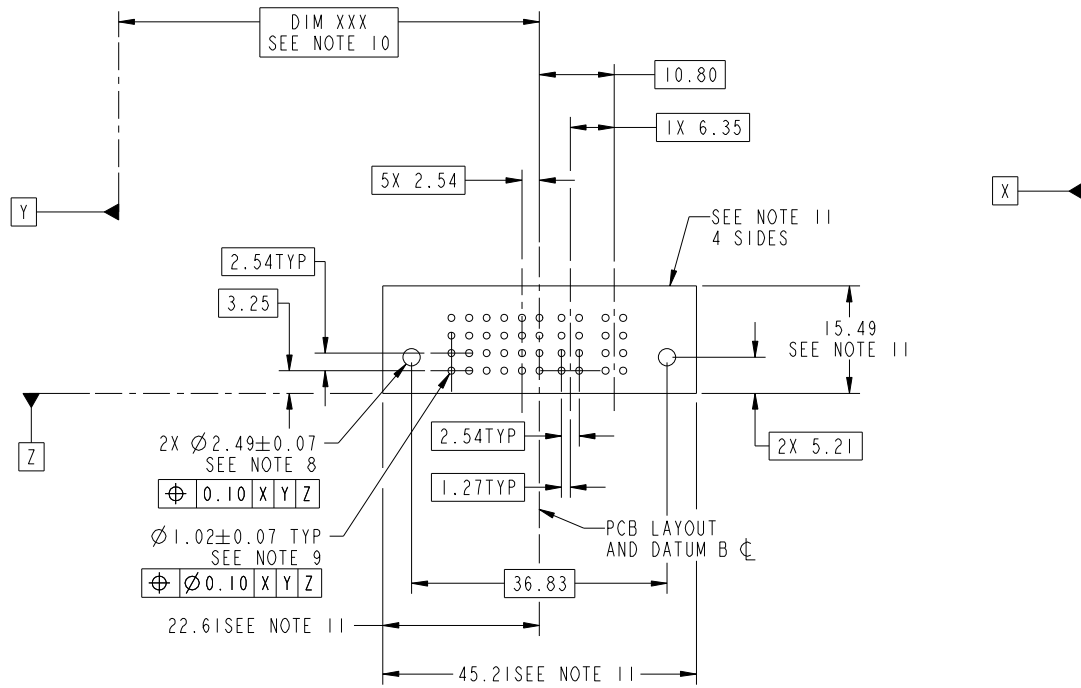 DIM XXX
SEE NOTE 10
10.80
1X 6.35
5X 2.54
Y
X
SEE NOTE 11
4 SIDES
2.54TYP
3.25
15.49
SEE NOTE 11
Z
2X Ø2.49±0.07
SEE NOTE 8
⌖ 0.10 X Y Z
2.54TYP
2X 5.21
1.27TYP
Ø1.02±0.07 TYP
SEE NOTE 9
⌖ Ø0.10 X Y Z
PCB LAYOUT
AND DATUM B ℄
36.83
22.61SEE NOTE 11
45.21SEE NOTE 11